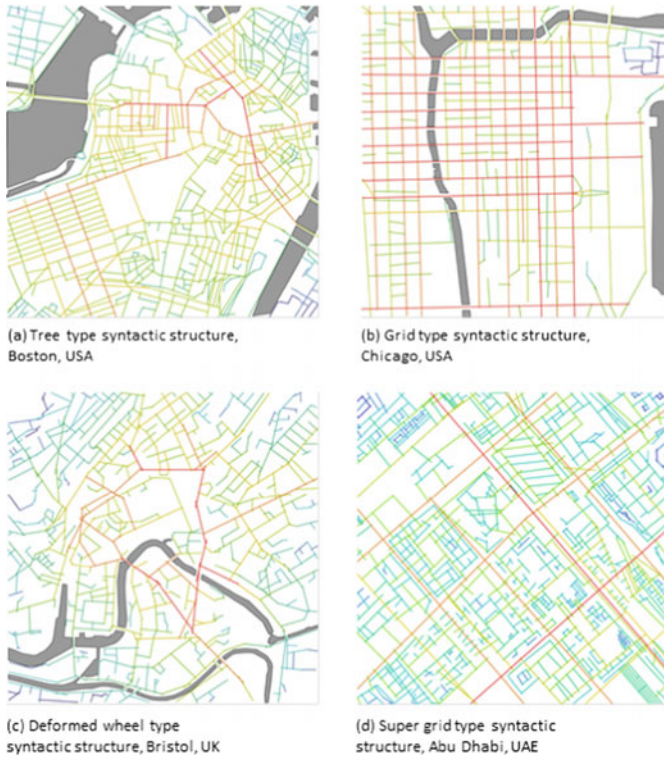 (a) Tree type syntactic structure,
Boston, USA
(b) Grid type syntactic structure,
Chicago, USA
(c) Deformed wheel type
syntactic structure, Bristol, UK
(d) Super grid type syntactic
structure, Abu Dhabi, UAE